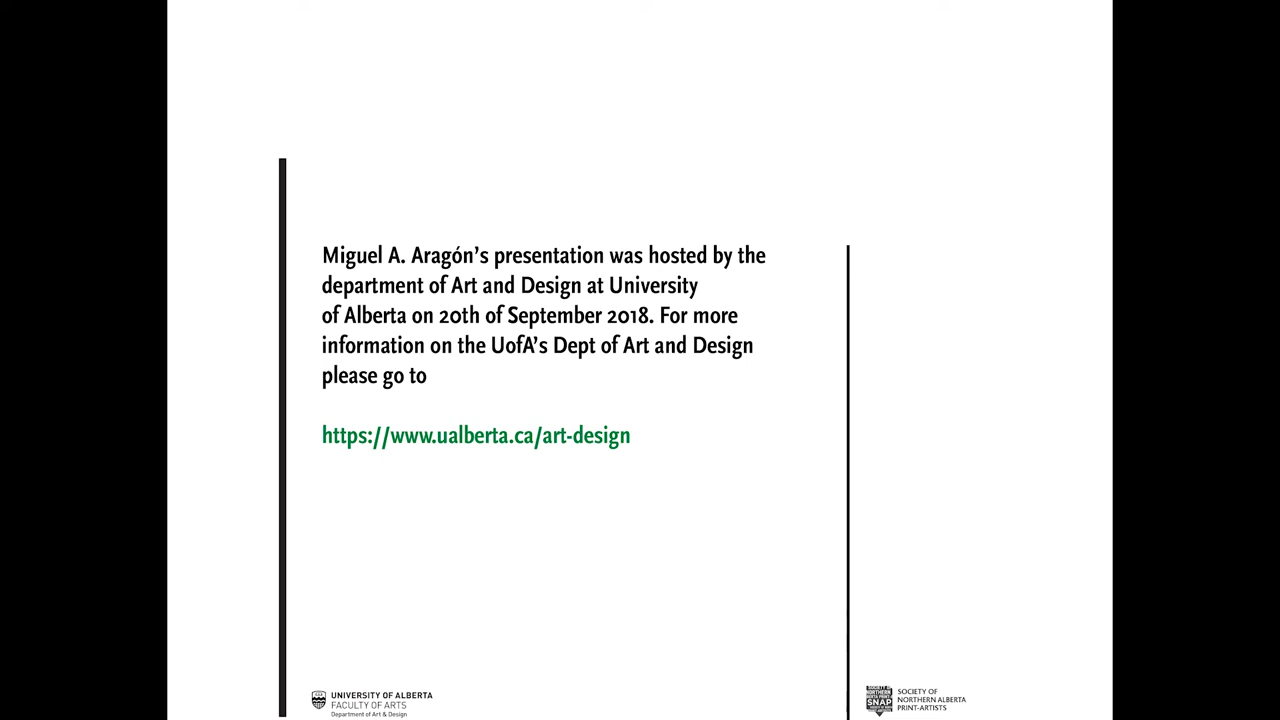 Miguel A. Aragón's presentation was hosted by the
department of Art and Design at University
of Alberta on 20th of September 2018. For more
information on the UofA's Dept of Art and Design
please go to
https://www.ualberta.ca/art-design
UNIVERSITY OF ALBERTA
FACULTY OF ARTS
Department of Art & Design
SNAP
SOCIETY OF
NORTHERN ALBERTA
PRINT-ARTISTS